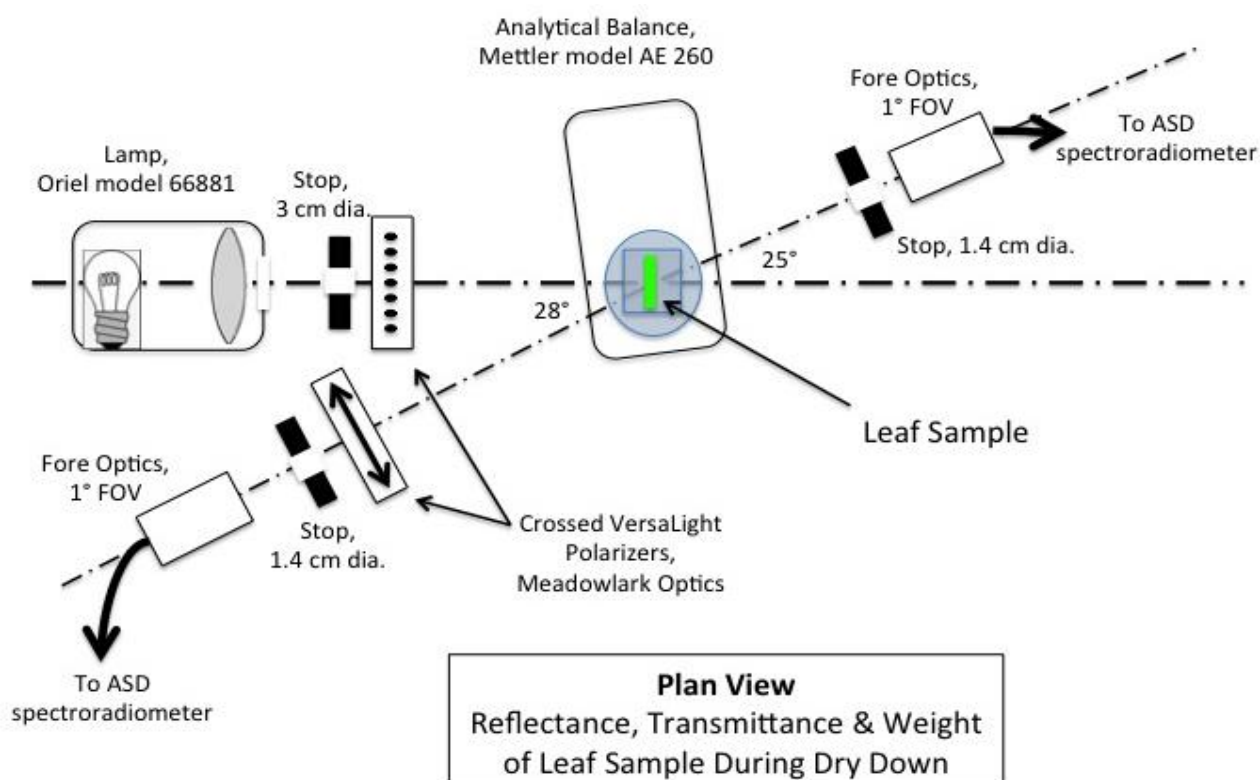 Analytical Balance,
Mettler model AE 260
Fore Optics,
1° FOV
To ASD
spectroradiometer
Lamp,
Oriel model 66881
Stop,
3 cm dia.
Stop, 1.4 cm dia.
25°
28°
Leaf Sample
Fore Optics,
1° FOV
Stop,
1.4 cm dia.
Crossed VersaLight
Polarizers,
Meadowlark Optics
To ASD
spectroradiometer
Plan View
Reflectance, Transmittance & Weight
of Leaf Sample During Dry Down